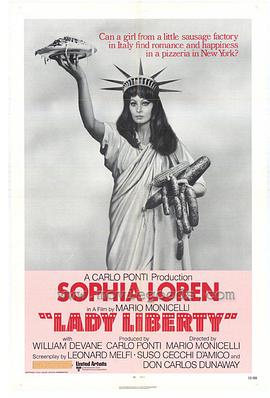 Can a girl from a little sausage factory
in Italy find romance and happiness
in a pizzeria in New York?
A CARLO PONTI Production
SOPHIA LOREN
in A Film by MARIO MONICELLI
"LADY LIBERTY"
with WILLIAM DEVANE
Produced by CARLO PONTI
Directed by MARIO MONICELLI
Screenplay by LEONARD MELFI · SUSO CECCHI D'AMICO and
DON CARLOS DUNAWAY
United Artists